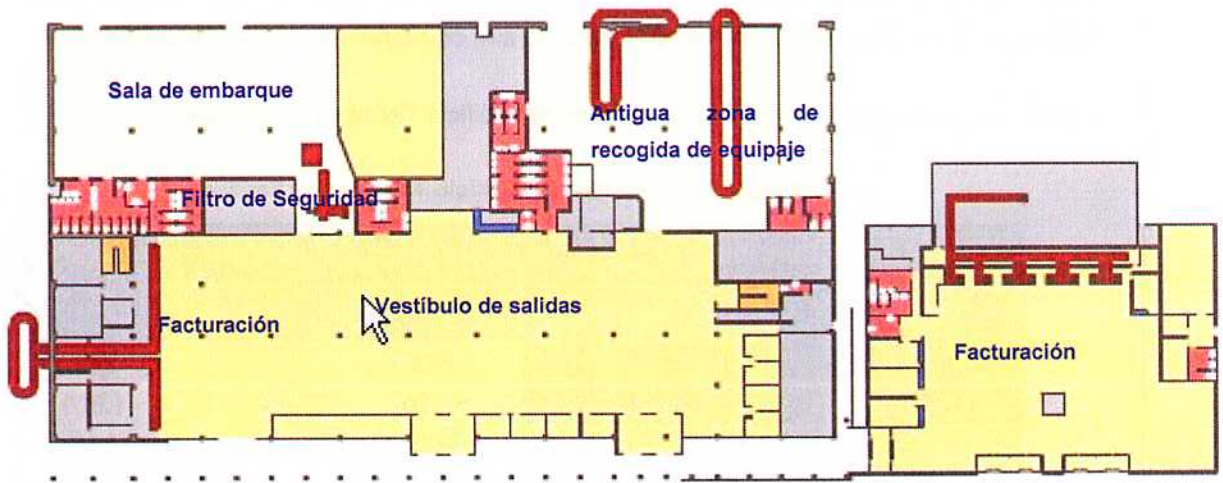 Sala de embarque
Antigua zona de
recogida de equipaje
Filtro de Seguridad
Vestíbulo de salidas
Facturación
Facturación